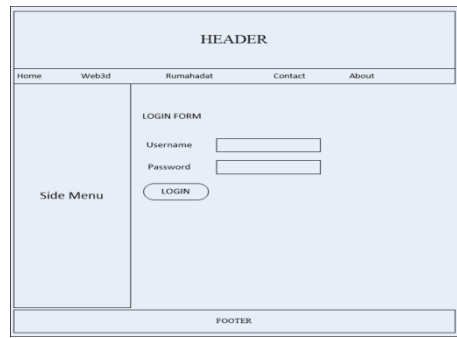 HEADER
Home Web3d Rumahadat Contact About
Side Menu
LOGIN FORM
Username
Password
LOGIN
FOOTER